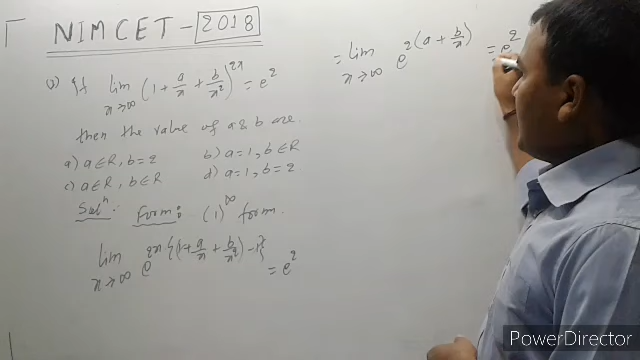 NIMCET - 2018
(1) If lim x→∞ (1 + a/x + b/x²)^2x = e²
then the value of a & b are.
a) a ∈ R, b = 2 b) a = 1, b ∈ R
c) a ∈ R, b ∈ R d) a = 1, b = 2
Solⁿ: Form: (1)^∞ form.
lim x→∞ e^2x{(1 + a/x + b/x²) - 1} = e²
= lim x→∞ e^2(a + b/x) = e²
PowerDirector